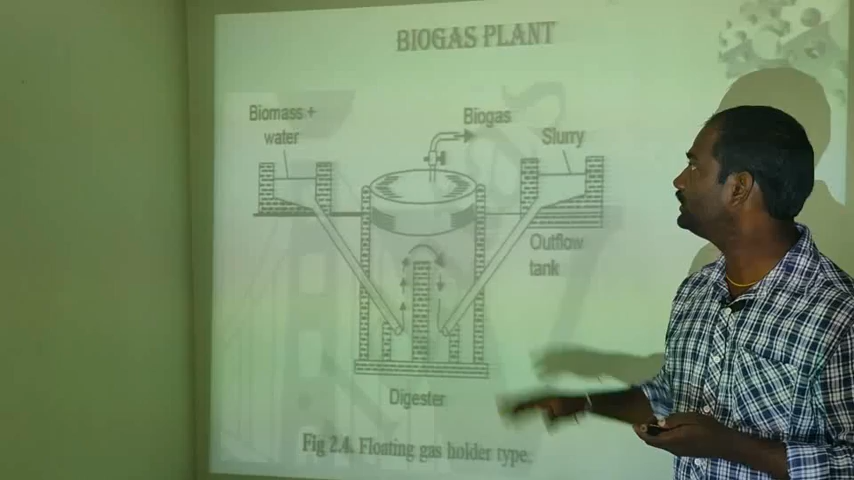 BIOGAS PLANT
Biomass +
water
Biogas
Slurry
Outflow
tank
Digester
Fig 2.4. Floating gas holder type.